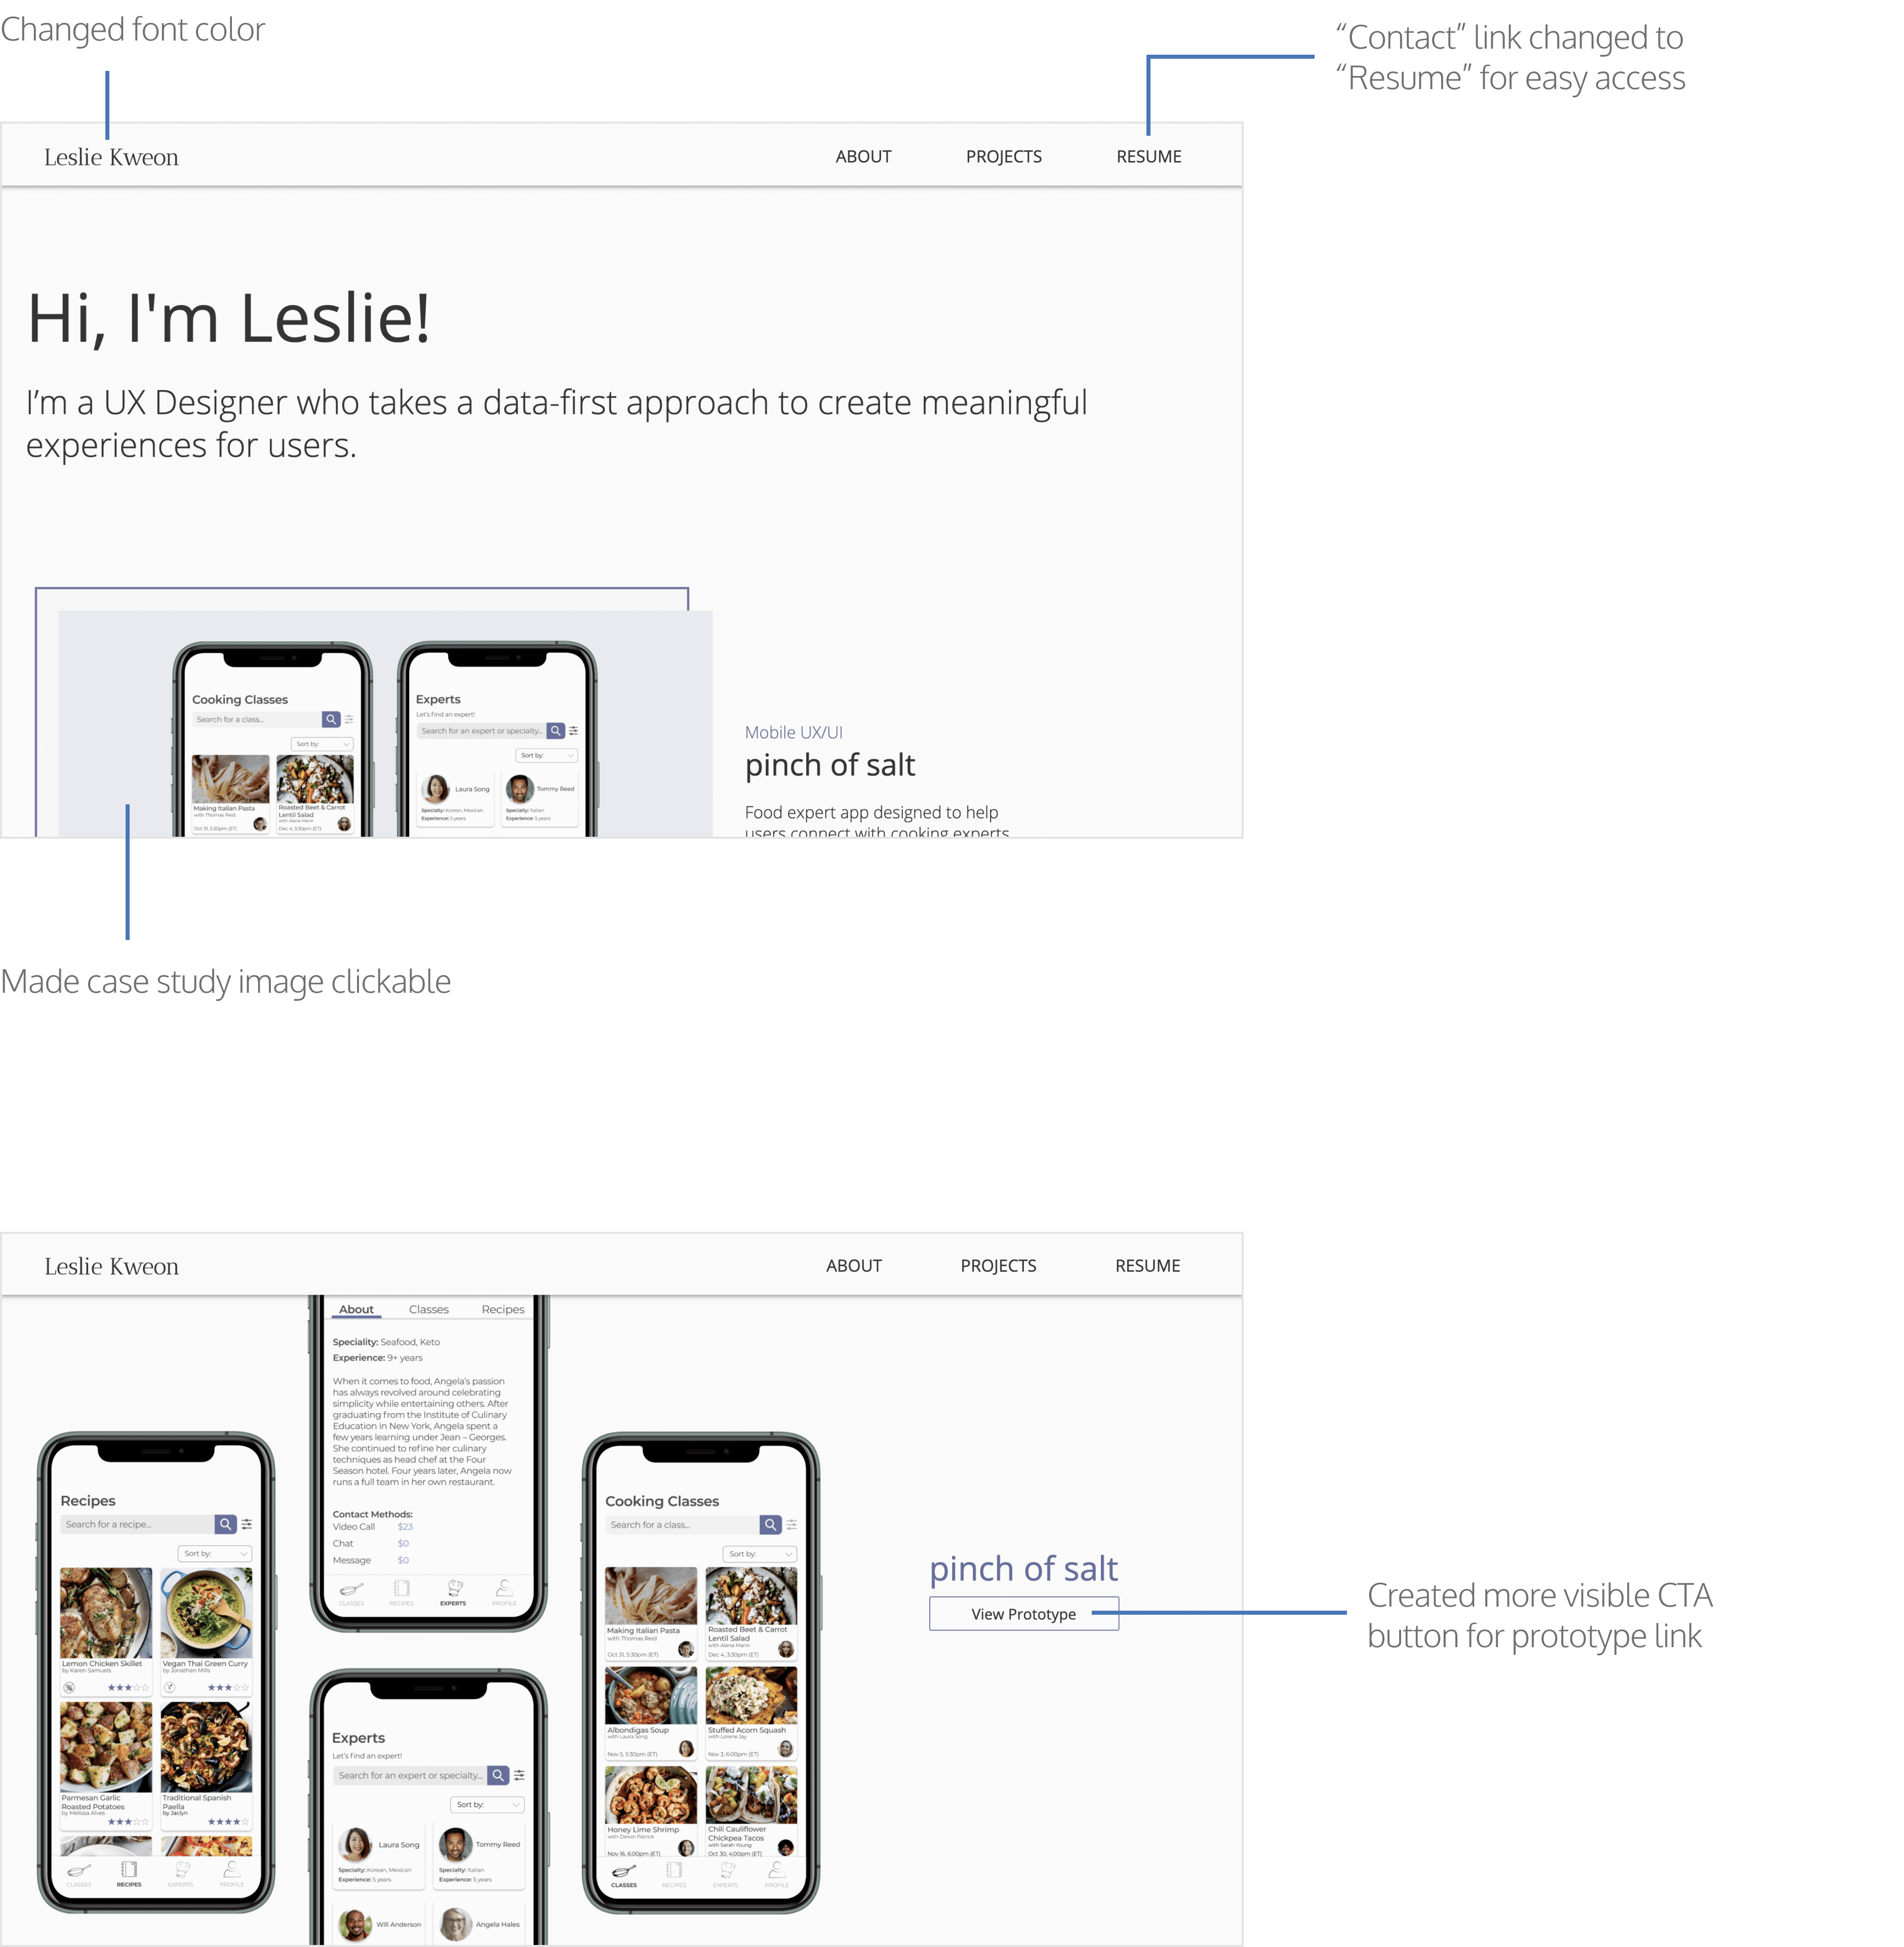 Changed font color
“Contact” link changed to
“Resume” for easy access
Leslie Kweon
ABOUT
PROJECTS
RESUME
Hi, I'm Leslie!
I’m a UX Designer who takes a data-first approach to create meaningful
experiences for users.
Cooking Classes
Search for a class...
Sort by:
Making Italian Pasta
with Thomas Reid
Oct 31, 5:30pm (ET)
Roasted Beet & Carrot
Lentil Salad
with Alana Mann
Dec 4, 3:30pm (ET)
Experts
Let's find an expert!
Search for an expert or specialty...
Sort by:
Laura Song
Specialty: Korean, Mexican
Experience: 5 years
Tommy Reed
Specialty: Italian
Experience: 5 years
Mobile UX/UI
pinch of salt
Food expert app designed to help
users connect with cooking experts
Made case study image clickable
Leslie Kweon
ABOUT
PROJECTS
RESUME
Recipes
Search for a recipe...
Sort by:
Lemon Chicken Skillet
by Karen Samuels
Vegan Thai Green Curry
by Jonathan Mills
Parmesan Garlic
Roasted Potatoes
by Melissa Alves
Traditional Spanish
Paella
by Jaclyn
CLASSES
RECIPES
EXPERTS
PROFILE
About
Classes
Recipes
Speciality: Seafood, Keto
Experience: 9+ years
When it comes to food, Angela’s passion
has always revolved around celebrating
simplicity while entertaining others. After
graduating from the Institute of Culinary
Education in New York, Angela spent a
few years learning under Jean – Georges.
She continued to refine her culinary
techniques as head chef at the Four
Season hotel. Four years later, Angela now
runs a full team in her own restaurant.
Contact Methods:
Video Call $23
Chat $0
Message $0
CLASSES
RECIPES
EXPERTS
PROFILE
Experts
Let's find an expert!
Search for an expert or specialty...
Sort by:
Laura Song
Specialty: Korean, Mexican
Experience: 5 years
Tommy Reed
Specialty: Italian
Experience: 5 years
Will Anderson
Angela Hales
Cooking Classes
Search for a class...
Sort by:
Making Italian Pasta
with Thomas Reid
Oct 31, 5:30pm (ET)
Roasted Beet & Carrot
Lentil Salad
with Alana Mann
Dec 4, 3:30pm (ET)
Albondigas Soup
with Laura Song
Nov 5, 5:30pm (ET)
Stuffed Acorn Squash
with Lorene Jay
Nov 3, 6:00pm (ET)
Honey Lime Shrimp
with Devon Patrick
Nov 16, 6:00pm (ET)
Chili Cauliflower
Chickpea Tacos
with Sarah Young
Oct 30, 4:00pm (ET)
CLASSES
RECIPES
EXPERTS
PROFILE
pinch of salt
View Prototype
Created more visible CTA
button for prototype link